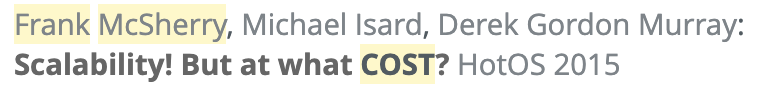 Frank McSherry, Michael Isard, Derek Gordon Murray:
Scalability! But at what COST? HotOS 2015